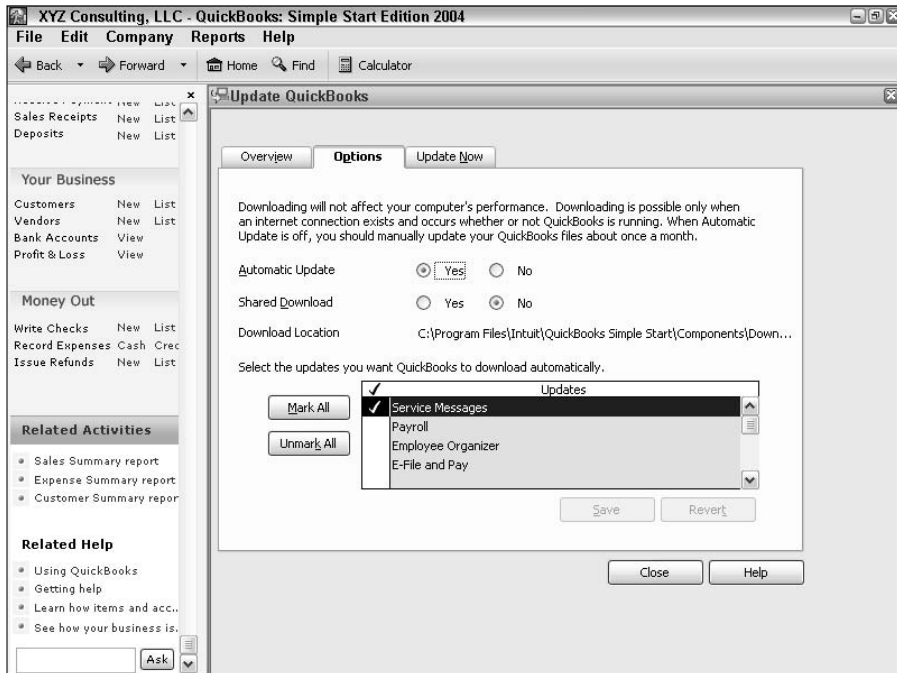 XYZ Consulting, LLC - QuickBooks: Simple Start Edition 2004
File Edit Company Reports Help
Back Forward Home Find Calculator
Sales Receipts New List
Deposits New List
Your Business
Customers New List
Vendors New List
Bank Accounts View
Profit & Loss View
Money Out
Write Checks New List
Record Expenses Cash Crec
Issue Refunds New List
Related Activities
Sales Summary report
Expense Summary report
Customer Summary repor
Related Help
Using QuickBooks
Getting help
Learn how items and acc..
See how your business is.
Ask
Update QuickBooks
Overview Options Update Now
Downloading will not affect your computer's performance. Downloading is possible only when
an internet connection exists and occurs whether or not QuickBooks is running. When Automatic
Update is off, you should manually update your QuickBooks files about once a month.
Automatic Update Yes No
Shared Download Yes No
Download Location C:\Program Files\Intuit\QuickBooks Simple Start\Components\Down...
Select the updates you want QuickBooks to download automatically.
Mark All
Unmark All
Updates
Service Messages
Payroll
Employee Organizer
E-File and Pay
Save Revert
Close Help